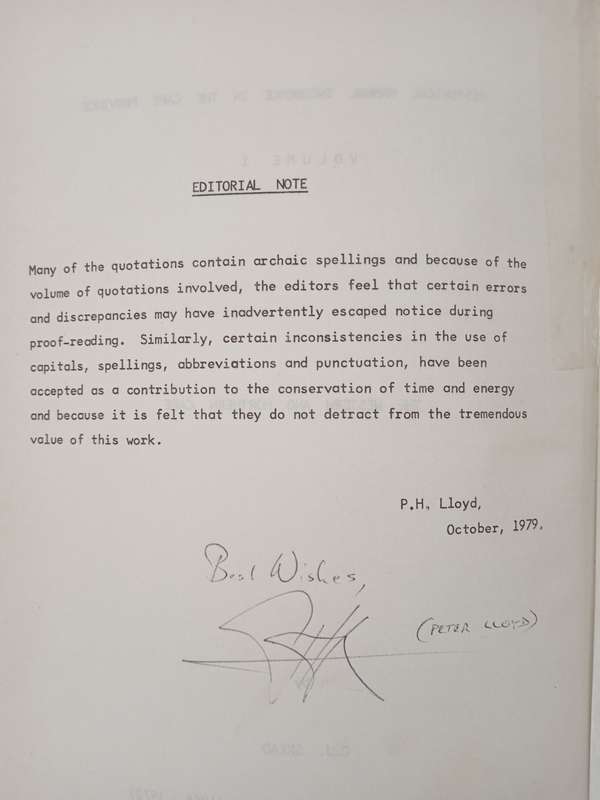 EDITORIAL NOTE
Many of the quotations contain archaic spellings and because of the
volume of quotations involved, the editors feel that certain errors
and discrepancies may have inadvertently escaped notice during
proof-reading. Similarly, certain inconsistencies in the use of
capitals, spellings, abbreviations and punctuation, have been
accepted as a contribution to the conservation of time and energy
and because it is felt that they do not detract from the tremendous
value of this work.
P.H. Lloyd,
October, 1979.
Best Wishes,
(PETER LLOYD)